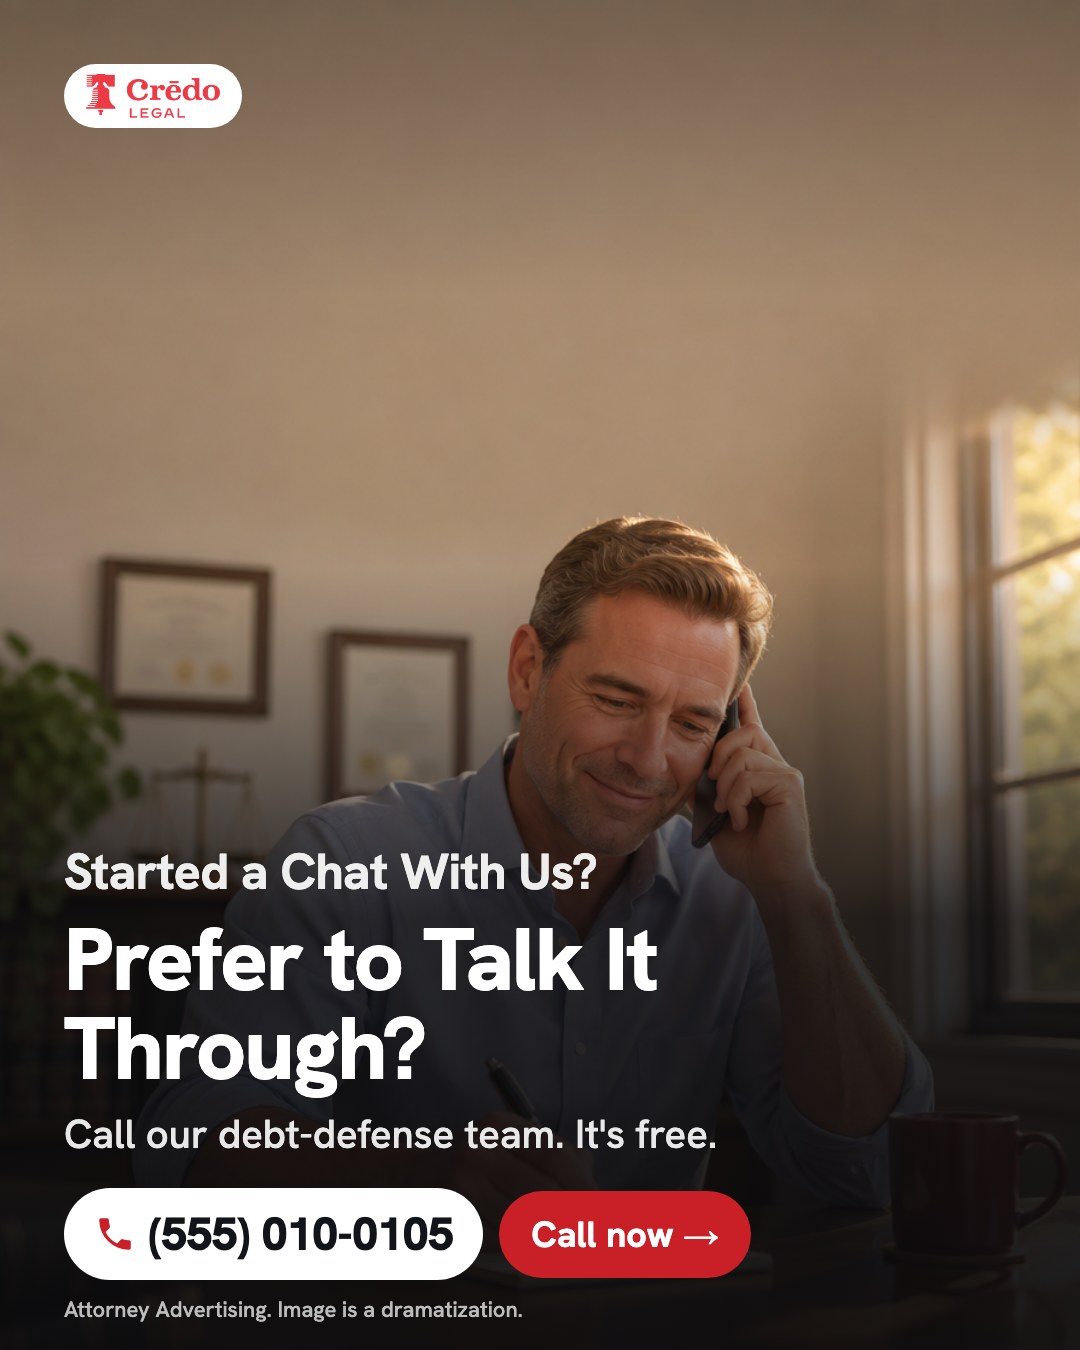 Crēdo
LEGAL
Started a Chat With Us?
Prefer to Talk It
Through?
Call our debt-defense team. It's free.
(555) 010-0105
Call now →
Attorney Advertising. Image is a dramatization.